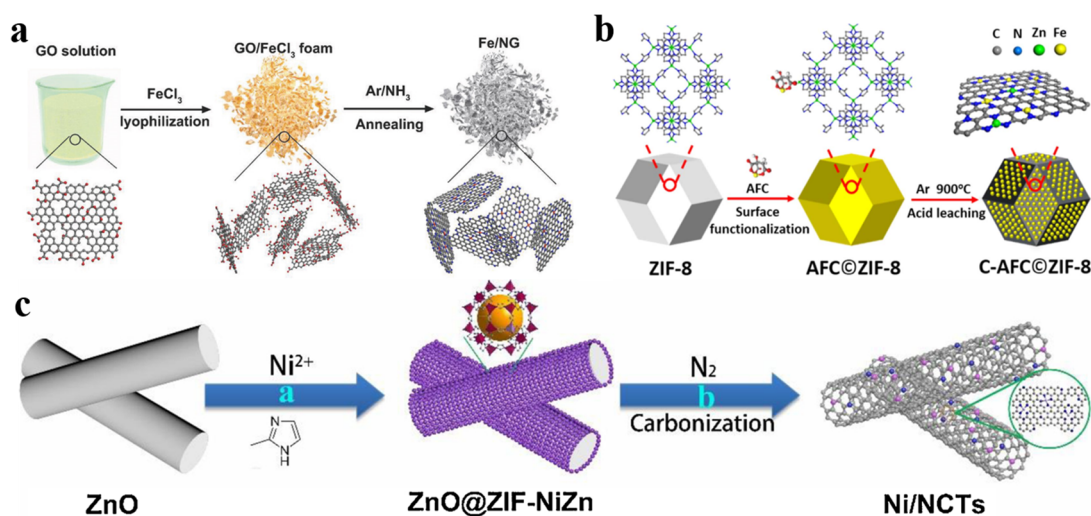 a
GO solution
FeCl3
lyophilization
GO/FeCl3 foam
Ar/NH3
Annealing
Fe/NG
b
C N Zn Fe
AFC
Surface
functionalization
Ar 900℃
Acid leaching
ZIF-8
AFC©ZIF-8
C-AFC©ZIF-8
c
Ni2+
a
N
N
H
N2
b
Carbonization
ZnO
ZnO@ZIF-NiZn
Ni/NCTs